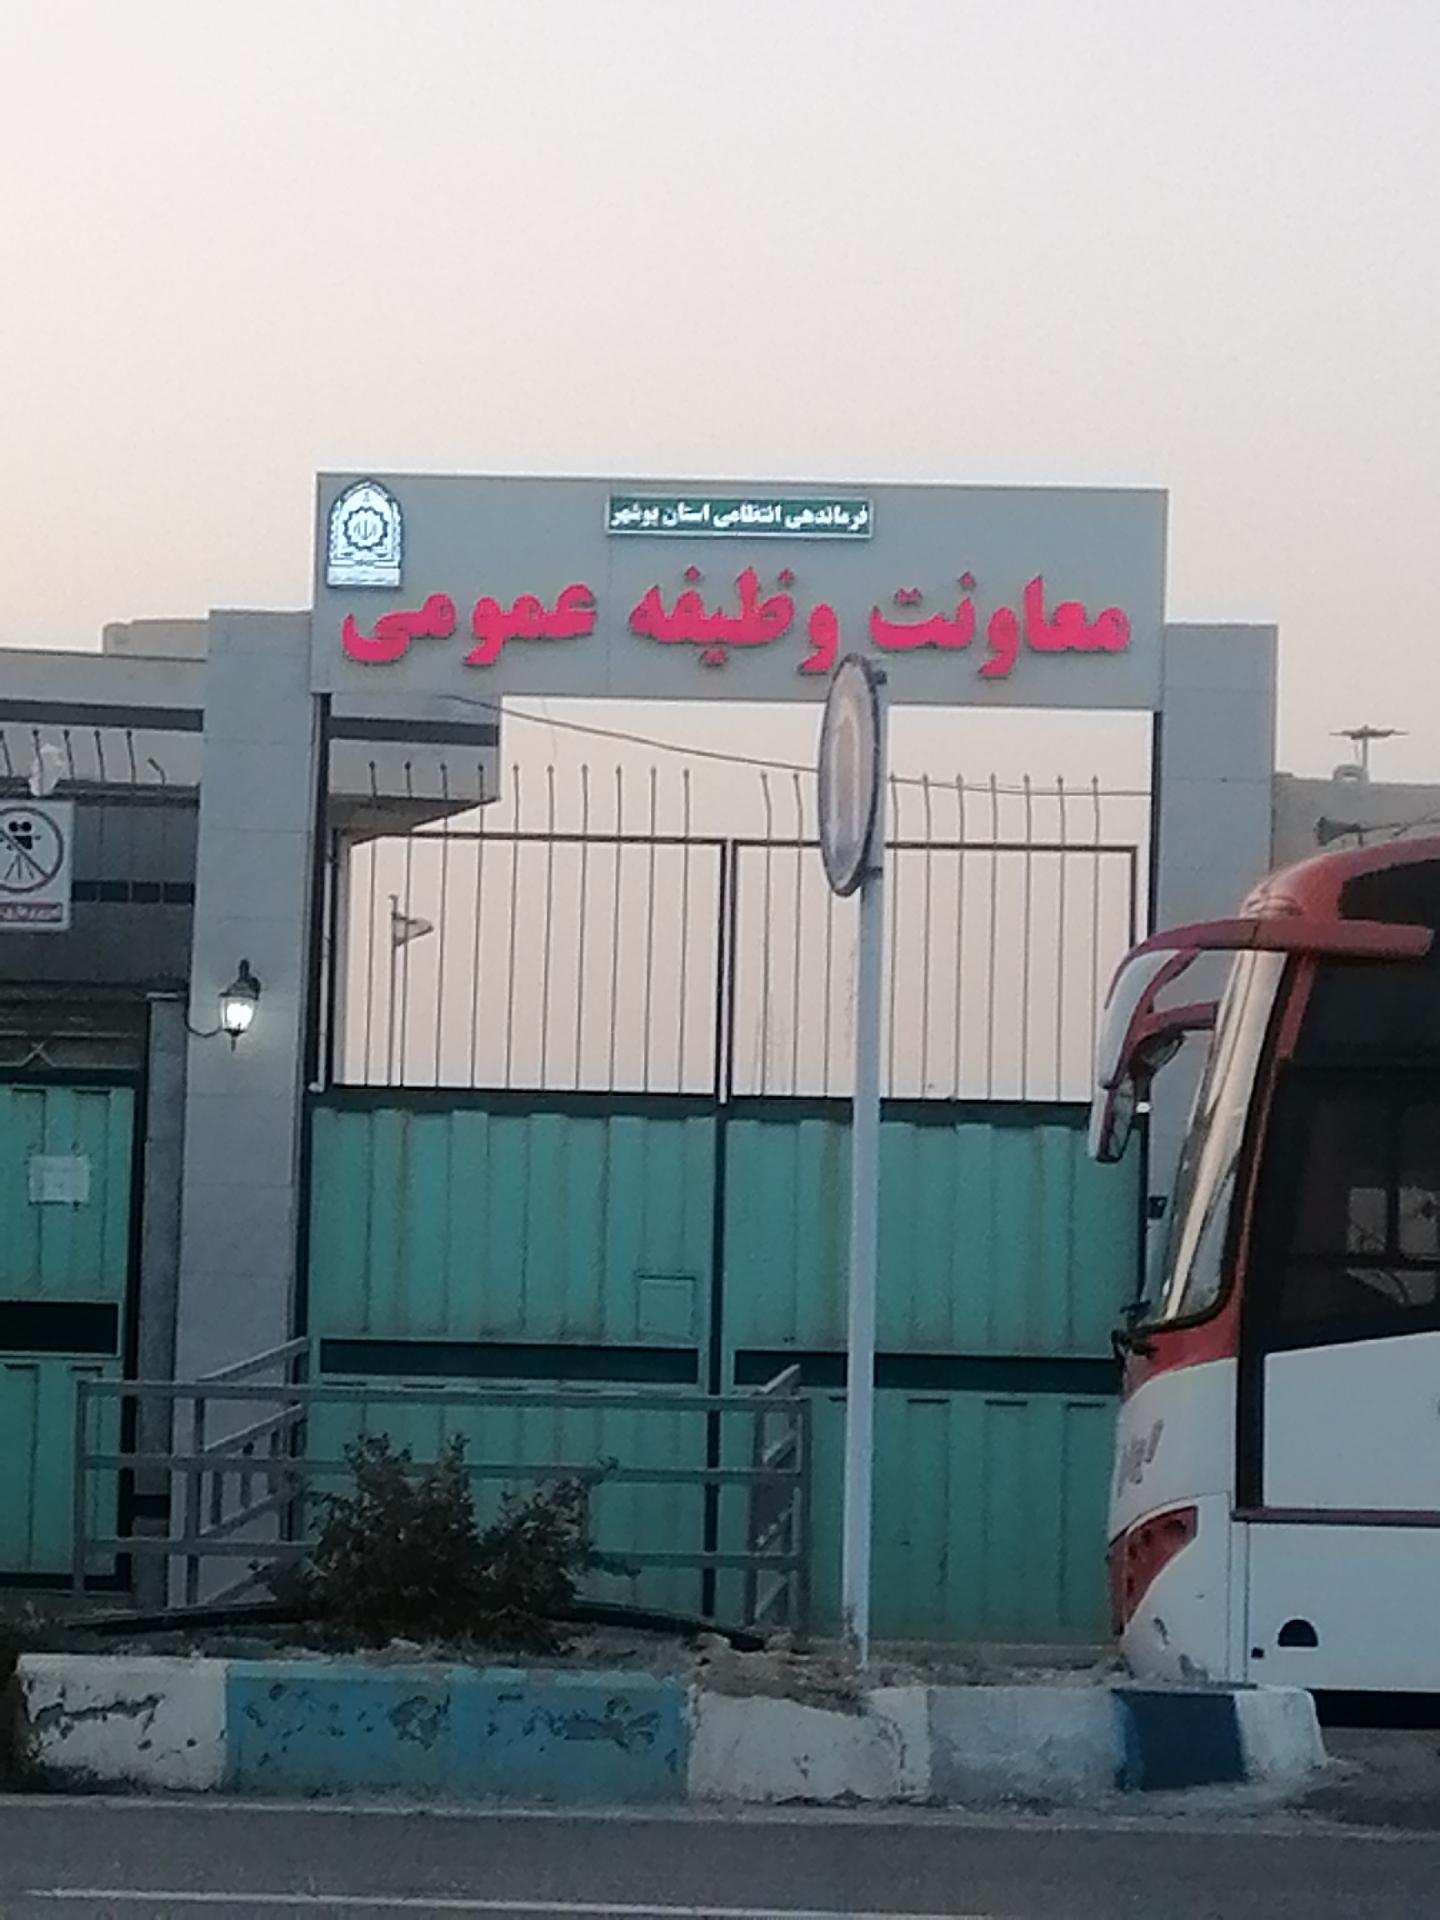 فرماندهی انتظامی استان بوشهر
معاونت وظیفه عمومی